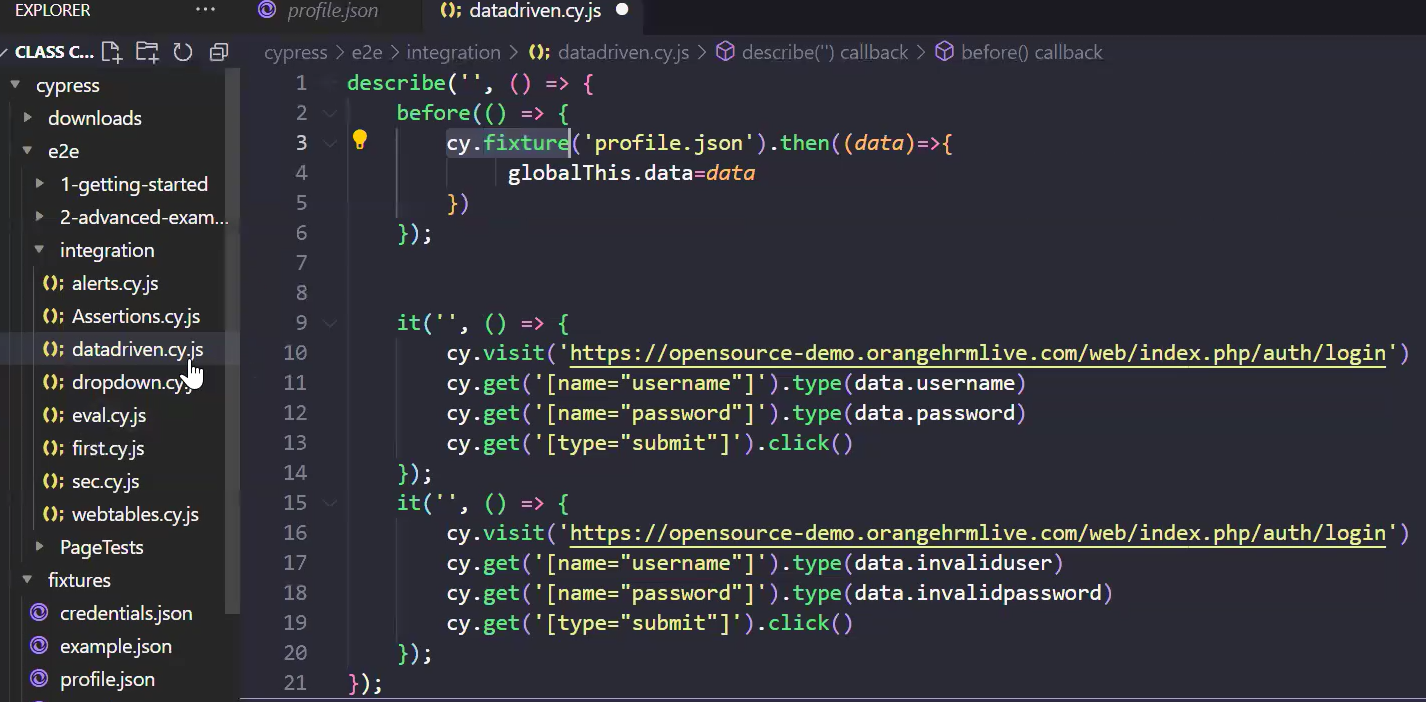 EXPLORER ...
profile.json
datadriven.cy.js
CLASS C...
cypress > e2e > integration > datadriven.cy.js > describe('') callback > before() callback
cypress
downloads
e2e
1-getting-started
2-advanced-exam...
integration
alerts.cy.js
Assertions.cy.js
datadriven.cy.js
dropdown.cy.js
eval.cy.js
first.cy.js
sec.cy.js
webtables.cy.js
PageTests
fixtures
credentials.json
example.json
profile.json
1 describe('', () => {
2     before(() => {
3         cy.fixture('profile.json').then((data)=>{
4             globalThis.data=data
5         })
6     });
7
8
9     it('', () => {
10         cy.visit('https://opensource-demo.orangehrmlive.com/web/index.php/auth/login')
11         cy.get('[name="username"]').type(data.username)
12         cy.get('[name="password"]').type(data.password)
13         cy.get('[type="submit"]').click()
14     });
15     it('', () => {
16         cy.visit('https://opensource-demo.orangehrmlive.com/web/index.php/auth/login')
17         cy.get('[name="username"]').type(data.invaliduser)
18         cy.get('[name="password"]').type(data.invalidpassword)
19         cy.get('[type="submit"]').click()
20     });
21 });